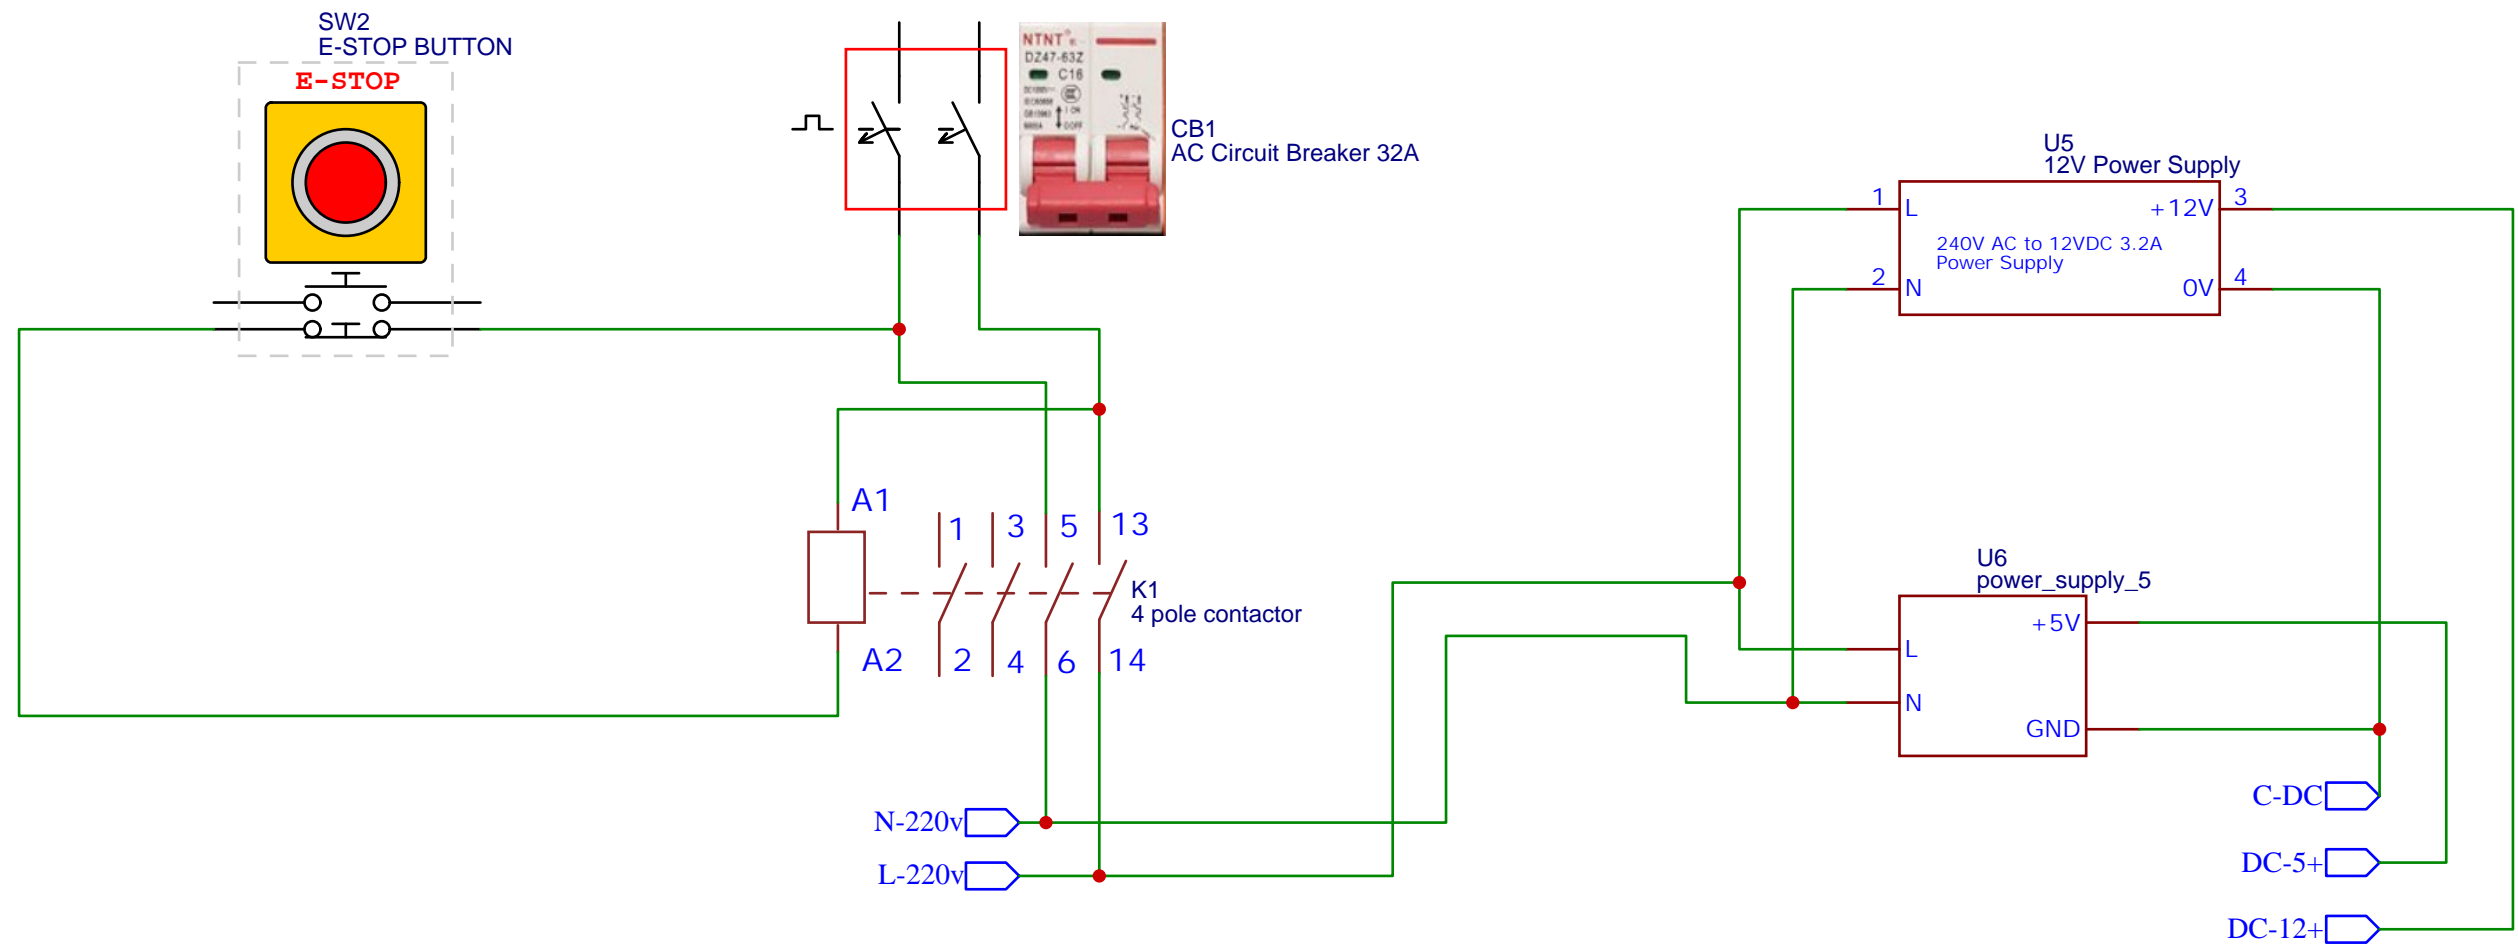 SW2
E-STOP BUTTON
E-STOP
NTNT
DZ47-63Z
C16
CB1
AC Circuit Breaker 32A
U5
12V Power Supply
1
L
+12V
3
240V AC to 12VDC 3.2A
Power Supply
2
N
0V
4
A1
1
3
5
13
K1
4 pole contactor
A2
2
4
6
14
U6
power_supply_5
+5V
L
N
GND
N-220v
L-220v
C-DC
DC-5+
DC-12+